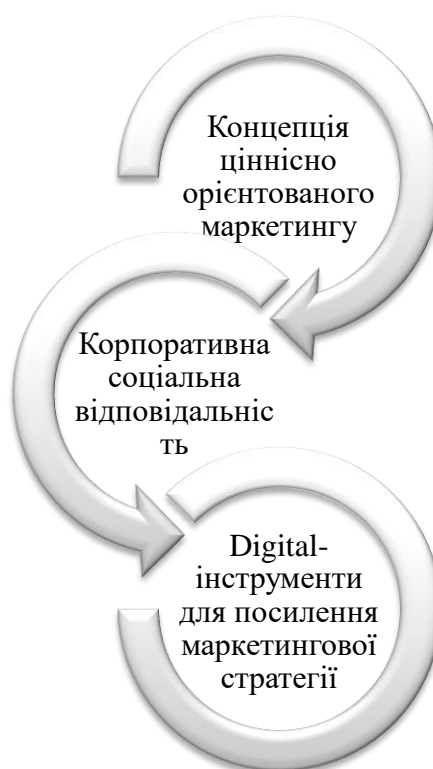 Концепція
ціннісно
орієнтованого
маркетингу
Корпоративна
соціальна
відповідальніс
ть
Digital-
інструменти
для посилення
маркетингової
стратегії